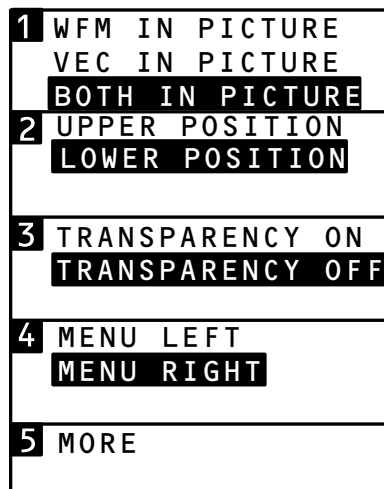 1 WFM IN PICTURE
VEC IN PICTURE
BOTH IN PICTURE
2 UPPER POSITION
LOWER POSITION
3 TRANSPARENCY ON
TRANSPARENCY OFF
4 MENU LEFT
MENU RIGHT
5 MORE